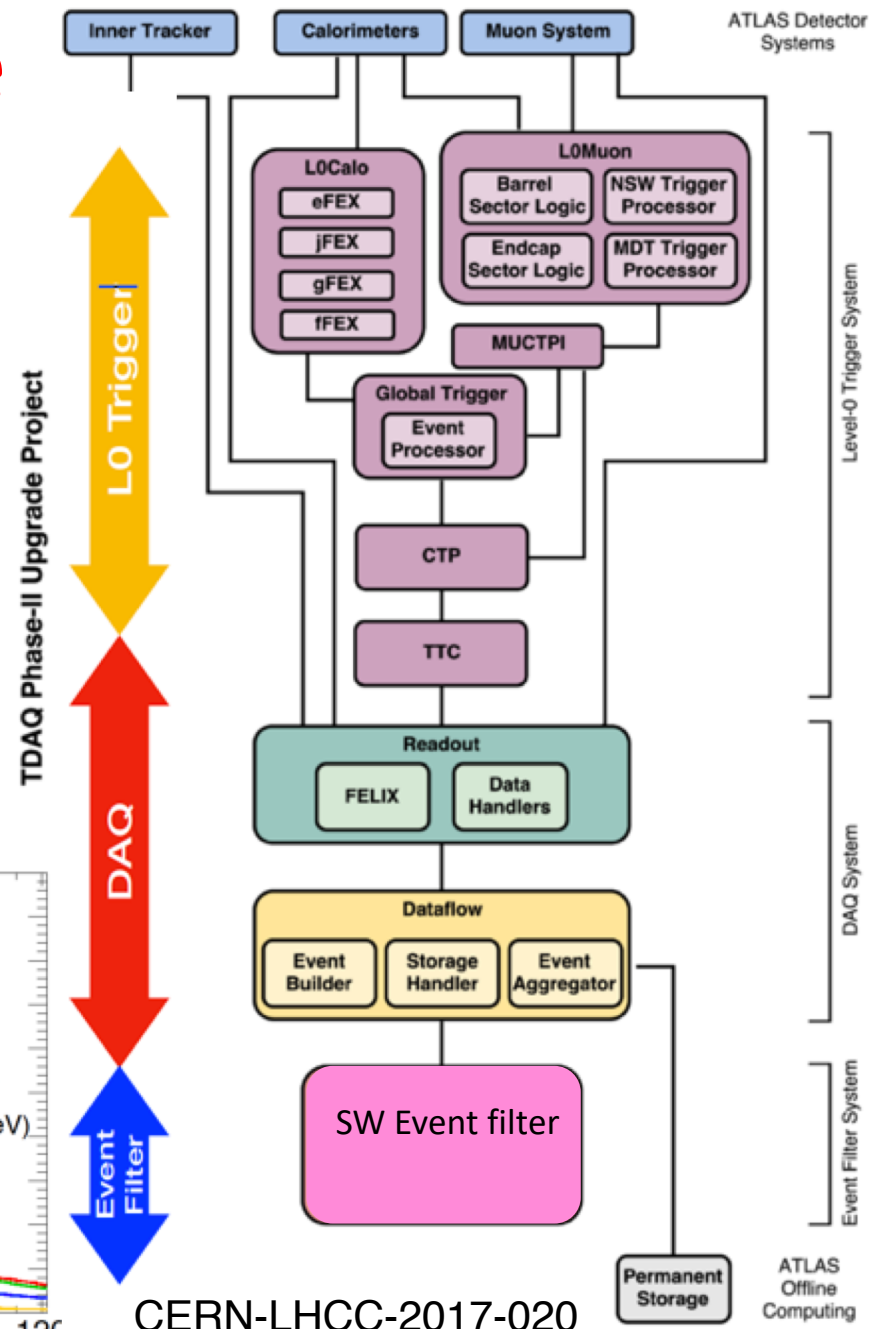 Inner Tracker
Calorimeters
Muon System
ATLAS Detector
Systems
L0Calo
eFEX
jFEX
gFEX
fFEX
L0Muon
Barrel
Sector Logic
NSW Trigger
Processor
Endcap
Sector Logic
MDT Trigger
Processor
MUCTPI
Global Trigger
Event
Processor
CTP
TTC
Level-0 Trigger System
TDAQ Phase-II Upgrade Project
L0 Trigger
DAQ
Event
Filter
Readout
FELIX
Data
Handlers
Dataflow
Event
Builder
Storage
Handler
Event
Aggregator
DAQ System
SW Event filter
Event Filter System
Permanent
Storage
ATLAS
Offline
Computing
CERN-LHCC-2017-020